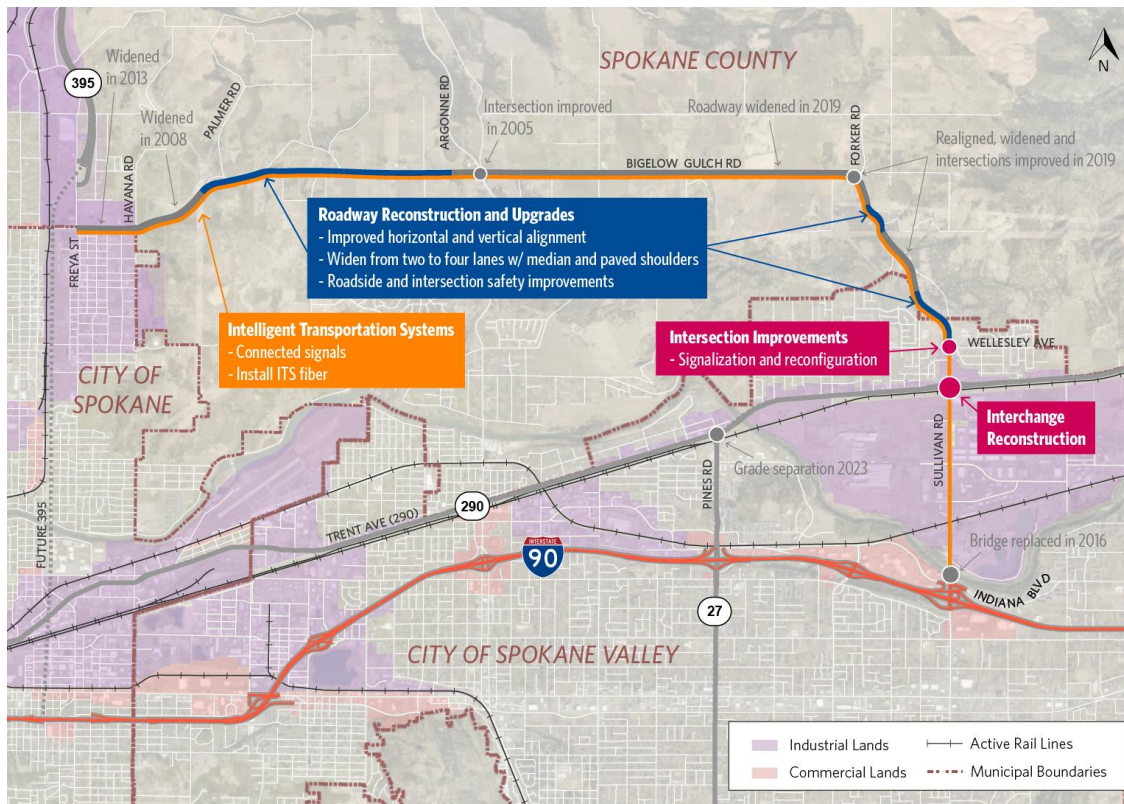 SPOKANE COUNTY
N
395
Widened
in 2013
Widened
in 2008
PALMER RD
HAVANA RD
FREYA ST
ARGONNE RD
Intersection improved
in 2005
Roadway widened in 2019
BIGELOW GULCH RD
FORKER RD
Realigned, widened and
intersections improved in 2019
Roadway Reconstruction and Upgrades
- Improved horizontal and vertical alignment
- Widen from two to four lanes w/ median and paved shoulders
- Roadside and intersection safety improvements
Intelligent Transportation Systems
- Connected signals
- Install ITS fiber
Intersection Improvements
- Signalization and reconfiguration
WELLESLEY AVE
CITY OF
SPOKANE
Interchange
Reconstruction
SULLIVAN RD
Grade separation 2023
PINES RD
290
TRENT AVE (290)
FUTURE 395
INTERSTATE
90
Bridge replaced in 2016
INDIANA BLVD
27
CITY OF SPOKANE VALLEY
Industrial Lands
Active Rail Lines
Commercial Lands
Municipal Boundaries